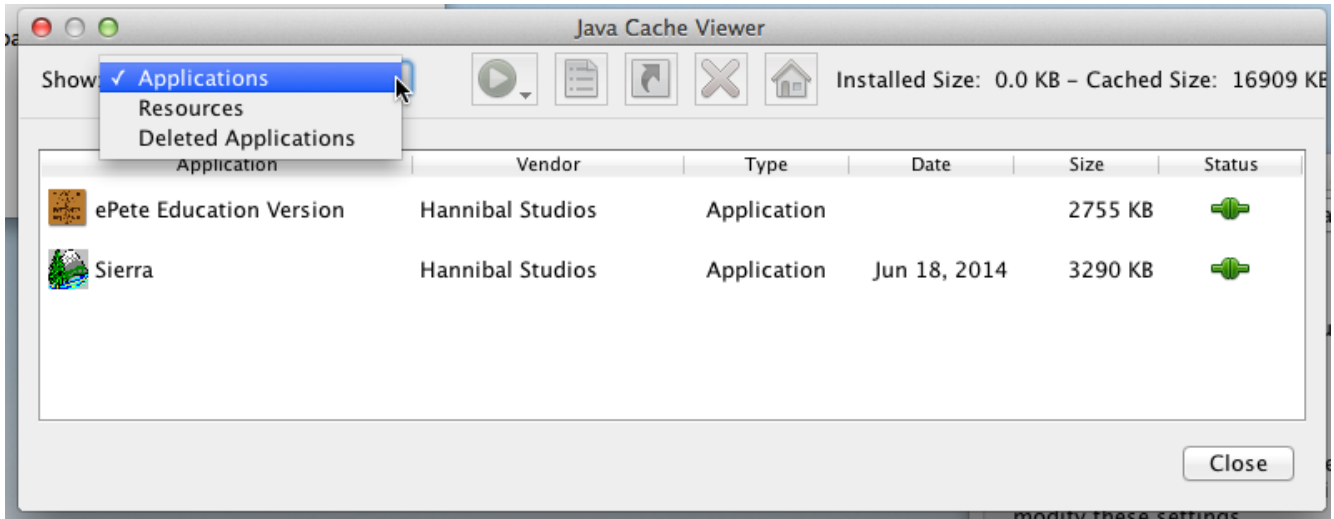 Java Cache Viewer
Show: ✓ Applications
Resources
Deleted Applications
Installed Size: 0.0 KB – Cached Size: 16909 KB
Application Vendor Type Date Size Status
ePete Education Version Hannibal Studios Application 2755 KB
Sierra Hannibal Studios Application Jun 18, 2014 3290 KB
Close
modify these settings